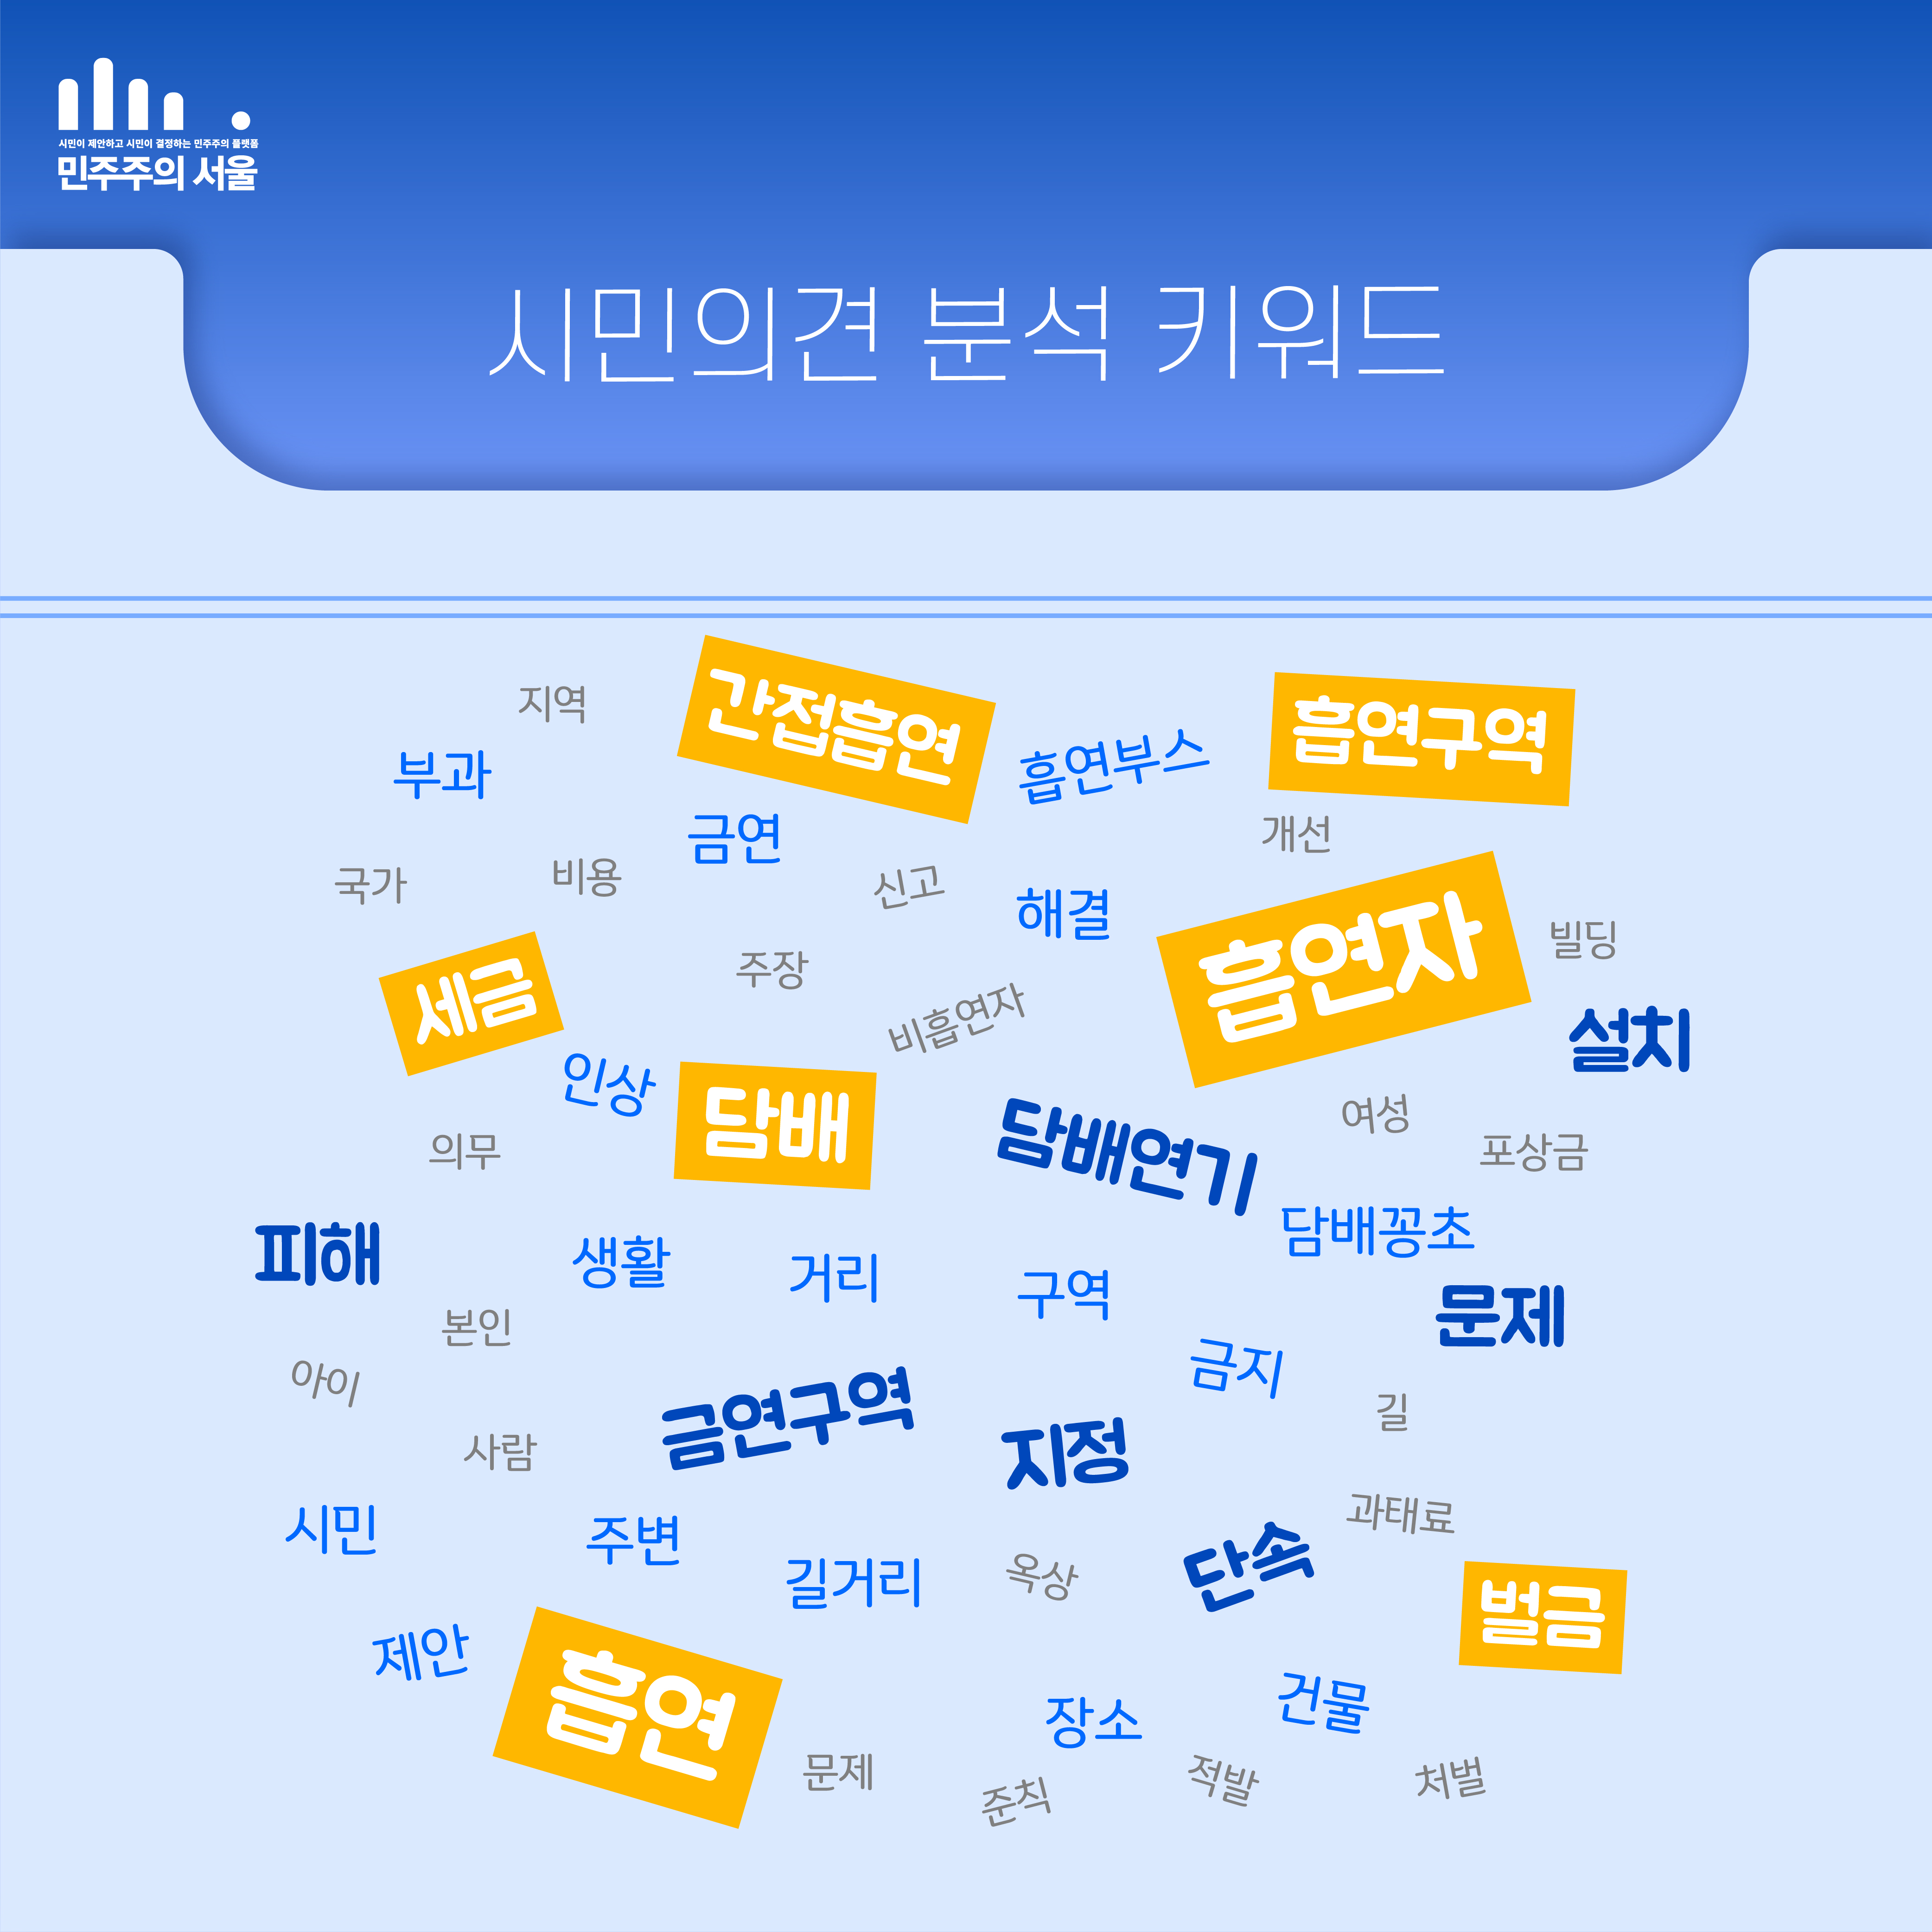 시민이 제안하고 시민이 결정하는 민주주의 플랫폼
민주주의 서울
시민의견 분석 키워드
지역
간접흡연
흡연구역
부과
흡연부스
금연
개선
국가
비용
신고
해결
흡연자
빌딩
세금
주장
비흡연자
설치
인상
담배
담배연기
여성
의무
포상금
피해
생활
거리
구역
담배꽁초
본인
문제
아이
금지
사람
금연구역
지정
길
시민
주변
길거리
옥상
단속
과태료
벌금
제안
흡연
장소
건물
문제
준칙
적발
처벌